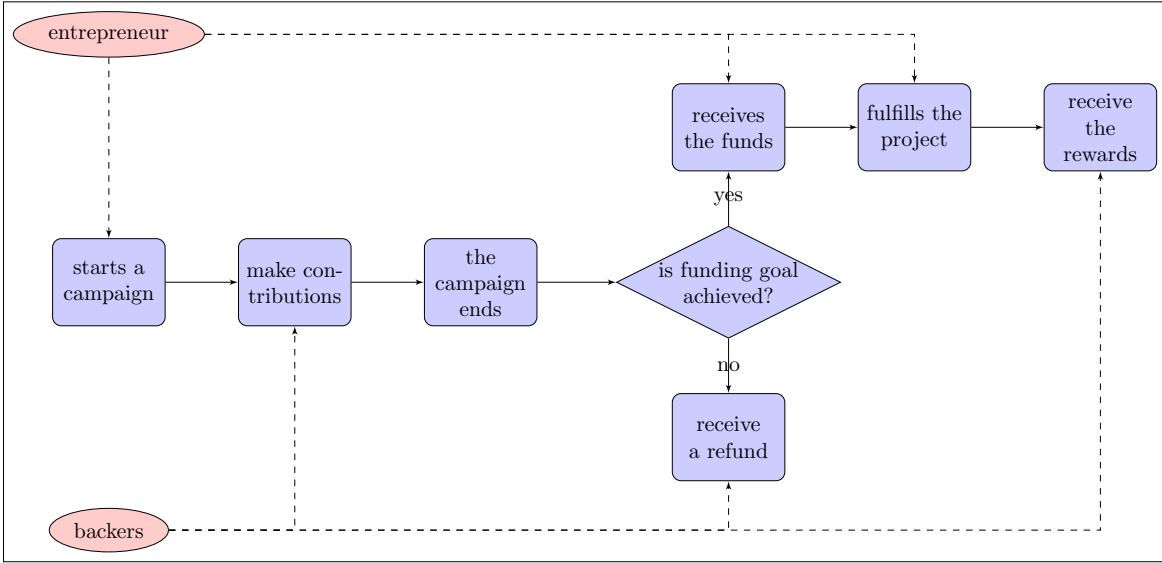 entrepreneur
receives
the funds
fulfills the
project
receive
the
rewards
yes
starts a
campaign
make con-
tributions
the
campaign
ends
is funding goal
achieved?
no
receive
a refund
backers